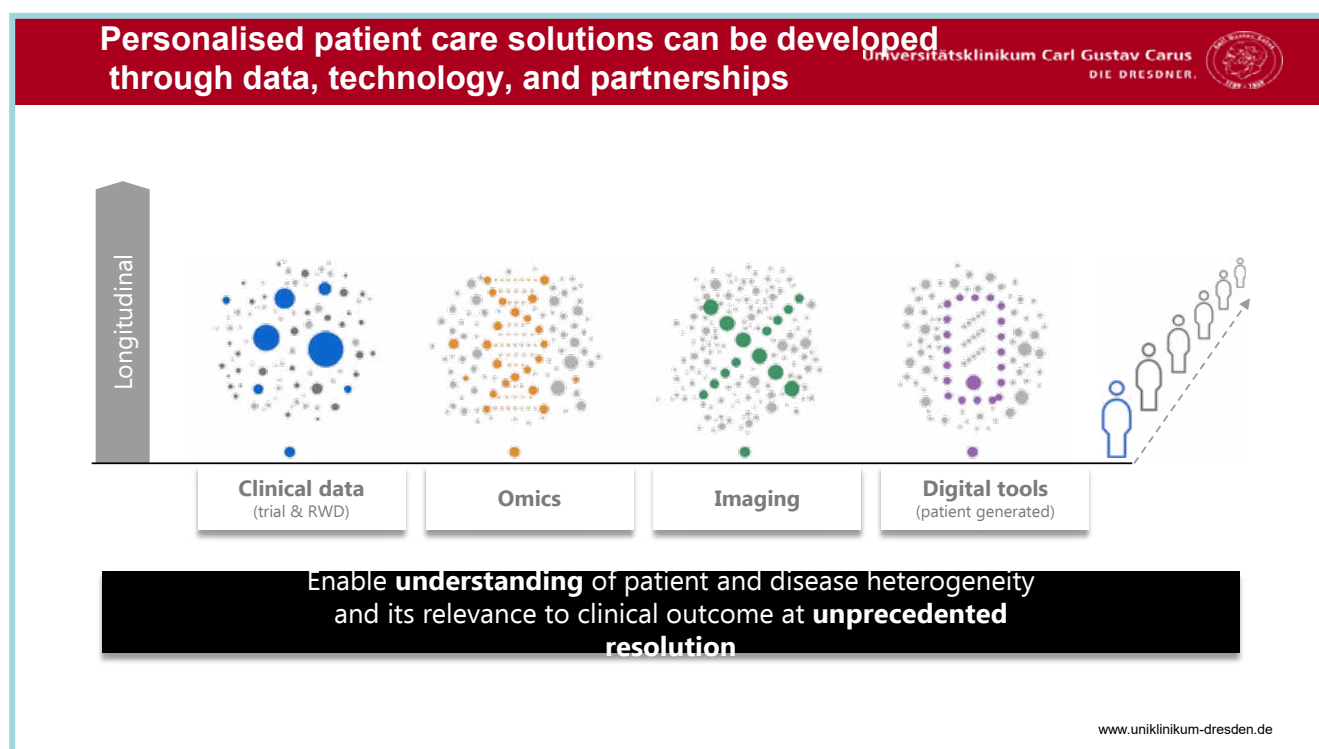 Personalised patient care solutions can be developed
through data, technology, and partnerships
Universitätsklinikum Carl Gustav Carus
DIE DRESDNER.
Longitudinal
Clinical data
(trial & RWD)
Omics
Imaging
Digital tools
(patient generated)
Enable understanding of patient and disease heterogeneity
and its relevance to clinical outcome at unprecedented
resolution
www.uniklinikum-dresden.de